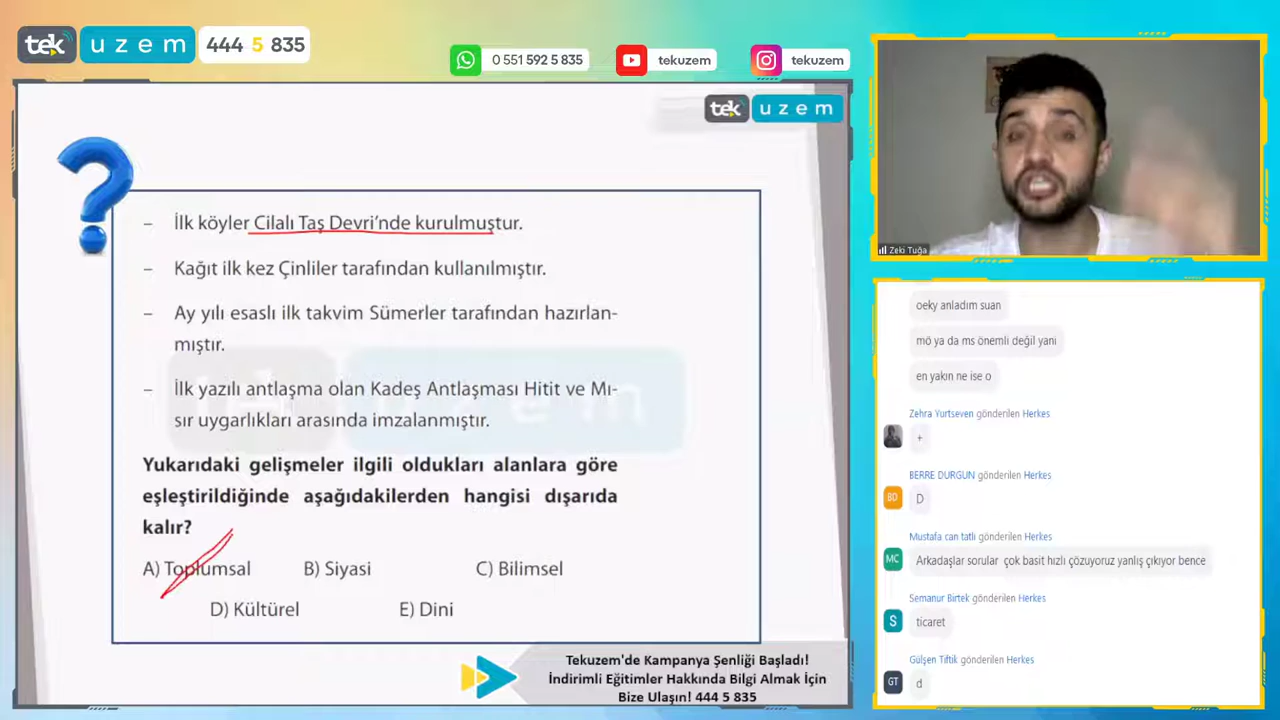 tek uzem 444 5 835
0 551 592 5 835
tekuzem
tekuzem
tek uzem
– İlk köyler Cilalı Taş Devri’nde kurulmuştur.
– Kağıt ilk kez Çinliler tarafından kullanılmıştır.
– Ay yılı esaslı ilk takvim Sümerler tarafından hazırlan-
mıştır.
– İlk yazılı antlaşma olan Kadeş Antlaşması Hitit ve Mı-
sır uygarlıkları arasında imzalanmıştır.
Yukarıdaki gelişmeler ilgili oldukları alanlara göre
eşleştirildiğinde aşağıdakilerden hangisi dışarıda
kalır?
A) Toplumsal B) Siyasi C) Bilimsel
D) Kültürel E) Dini
Tekuzem'de Kampanya Şenliği Başladı!
İndirimli Eğitimler Hakkında Bilgi Almak İçin
Bize Ulaşın! 444 5 835
Zeki Tuğa
oeky anladım suan
mö ya da ms önemli değil yani
en yakın ne ise o
Zehra Yurtseven gönderilen Herkes
+
BERRE DURGUN gönderilen Herkes
BD
D
Mustafa can tatlı gönderilen Herkes
MC
Arkadaşlar sorular çok basit hızlı çözuyoruz yanliş çıkıyor bence
Semanur Birtek gönderilen Herkes
S
ticaret
Gülşen Tiftik gönderilen Herkes
GT
d